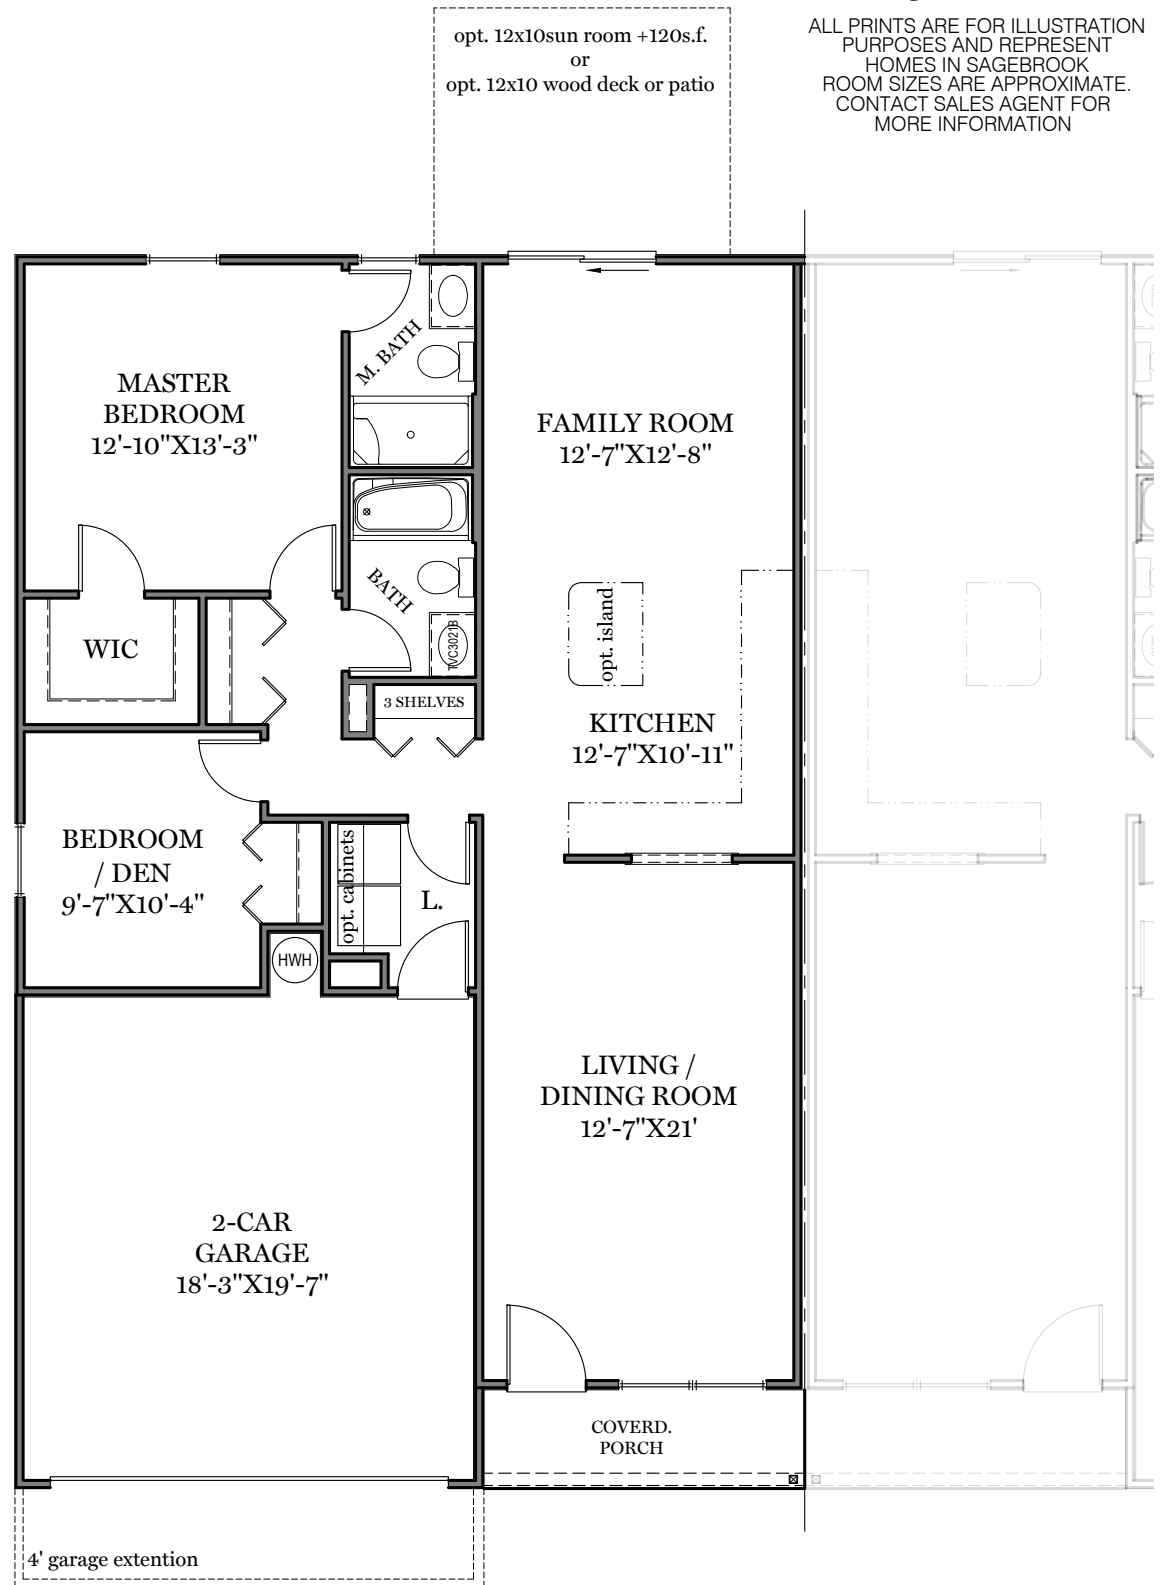 opt. 12x10sun room +120s.f.
or
opt. 12x10 wood deck or patio
ALL PRINTS ARE FOR ILLUSTRATION
PURPOSES AND REPRESENT
HOMES IN SAGEBROOK
ROOM SIZES ARE APPROXIMATE.
CONTACT SALES AGENT FOR
MORE INFORMATION
MASTER
BEDROOM
12'-10"X13'-3"
M. BATH
FAMILY ROOM
12'-7"X12'-8"
BATH
TVC3021B
WIC
3 SHELVES
opt. island
KITCHEN
12'-7"X10'-11"
BEDROOM
/ DEN
9'-7"X10'-4"
opt. cabinets
L.
HWH
LIVING /
DINING ROOM
12'-7"X21'
2-CAR
GARAGE
18'-3"X19'-7"
COVERD.
PORCH
4' garage extention